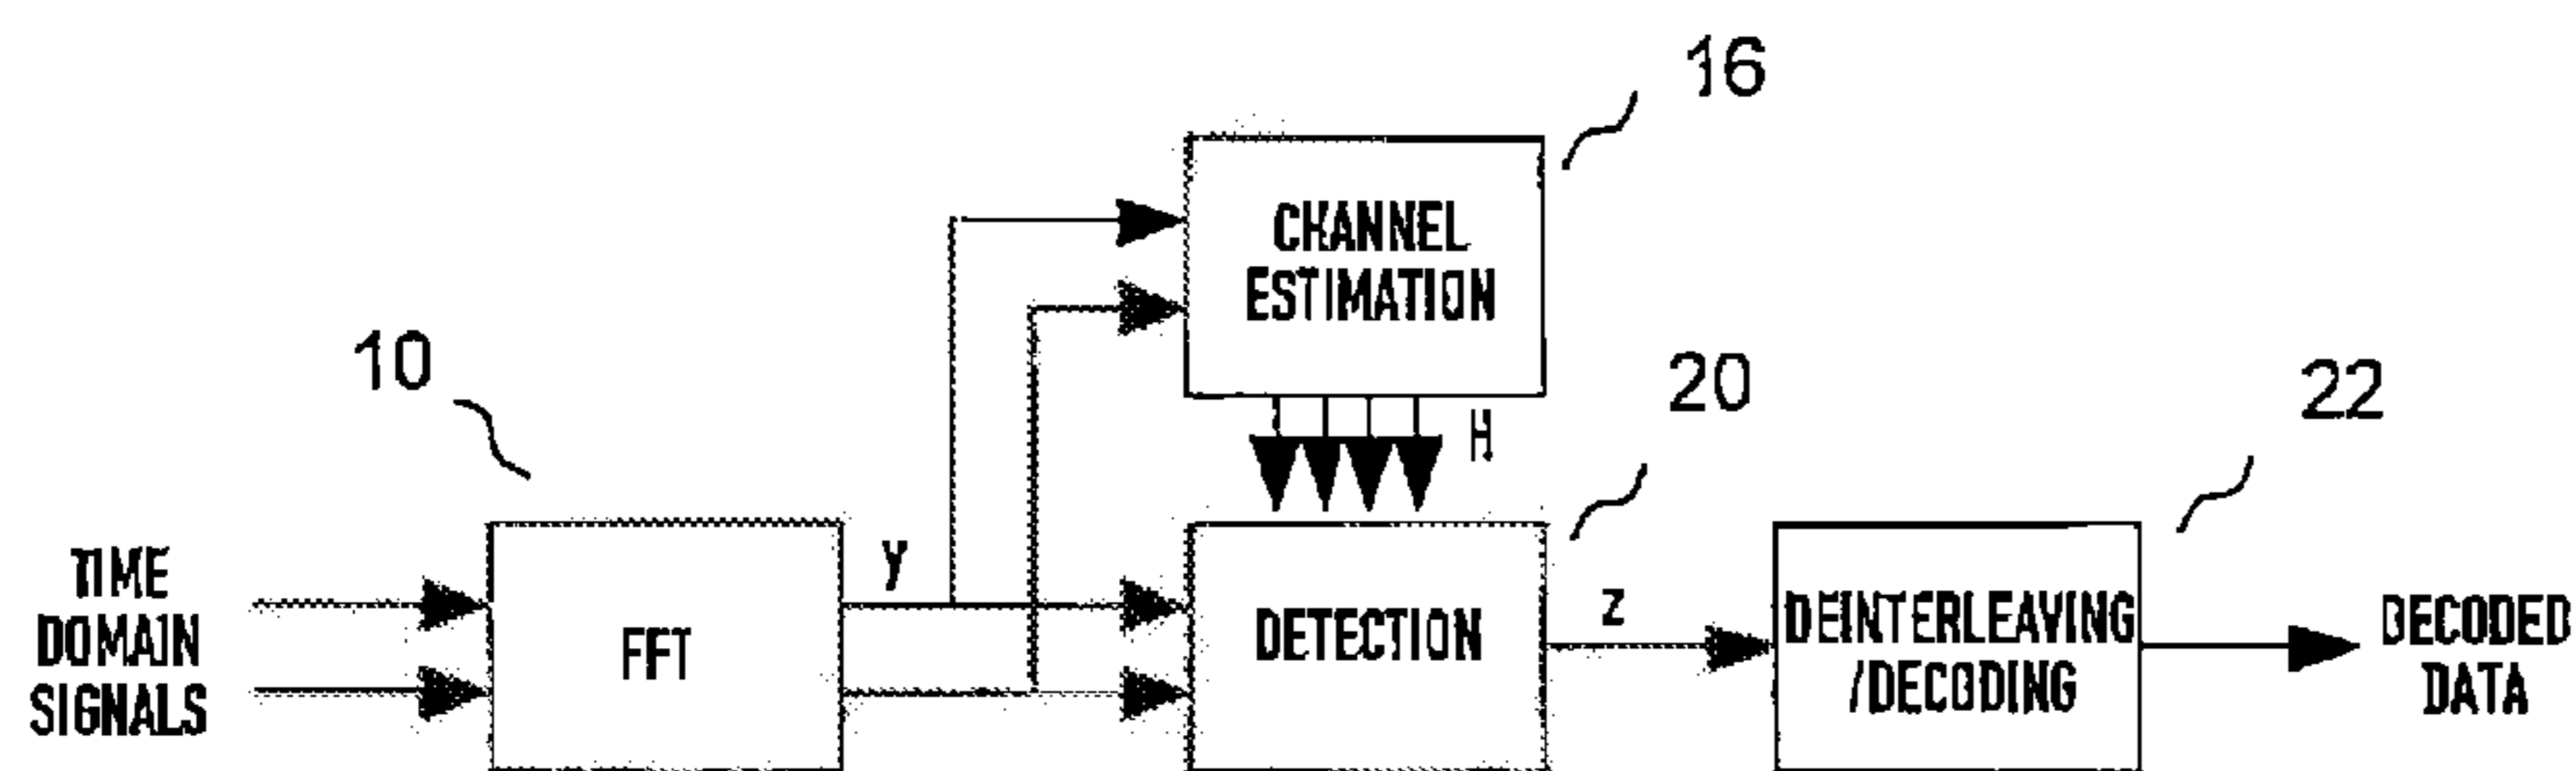 16
CHANNEL
ESTIMATION
10
20
22
H
TIME
DOMAIN
SIGNALS
y
FFT
DETECTION
z
DEINTERLEAVING
/DECODING
DECODED
DATA